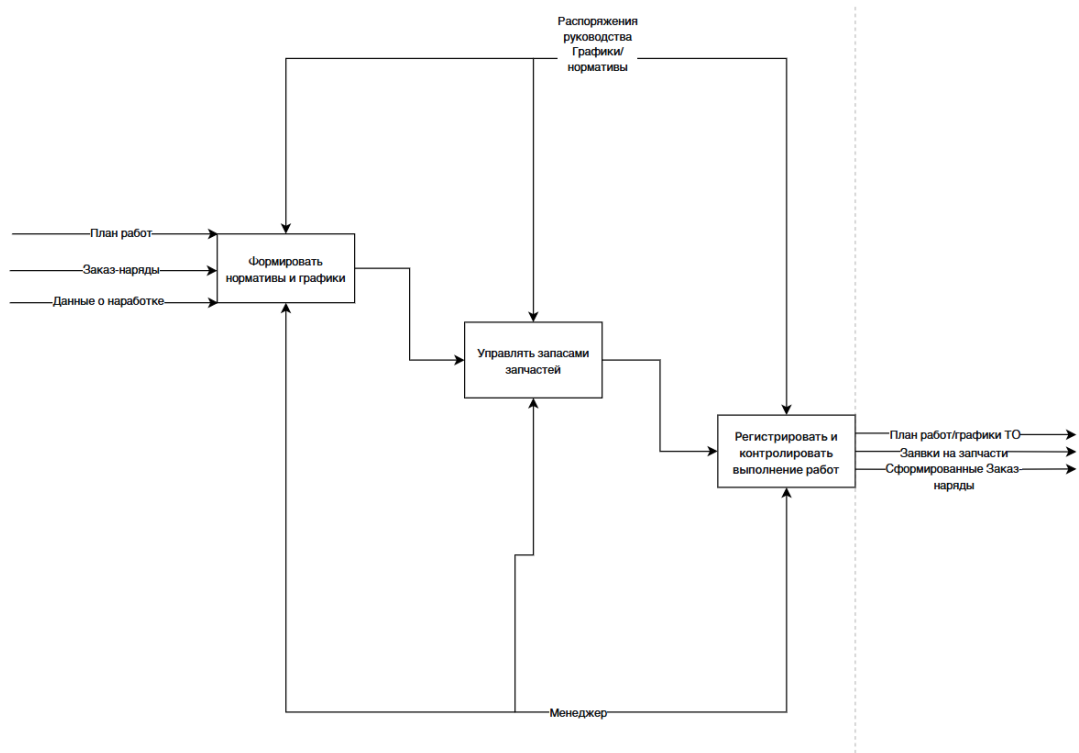 Распоряжения
руководства
Графики/
нормативы
План работ
Заказ-наряды
Данные о наработке
Формировать
нормативы и графики
Управлять запасами
запчастей
Регистрировать и
контролировать
выполнение работ
План работ/графики ТО
Заявки на запчасти
Сформированные Заказ-
наряды
Менеджер